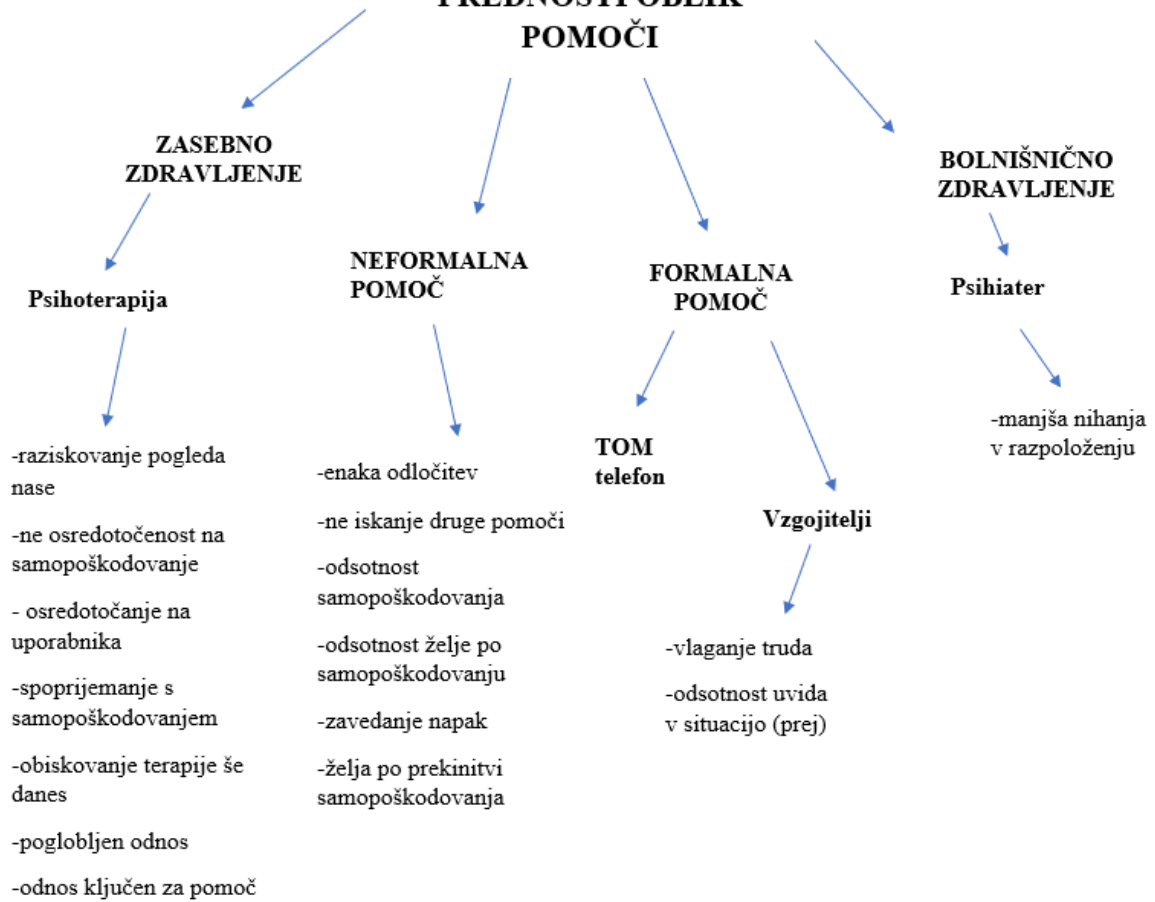 PREDNOSTI OBLIK
POMOČI
ZASEBNO
ZDRAVLJENJE
Psihoterapija
-raziskovanje pogleda
nase
-ne osredotočenost na
samopoškodovanje
- osredotočanje na
uporabnika
-spoprijemanje s
samopoškodovanjem
-obiskovanje terapije še
danes
-poglobljen odnos
-odnos ključen za pomoč
NEFORMALNA
POMOČ
-enaka odločitev
-ne iskanje druge pomoči
-odsotnost
samopoškodovanja
-odsotnost želje po
samopoškodovanju
-zavedanje napak
-želja po prekinitvi
samopoškodovanja
FORMALNA
POMOČ
TOM
telefon
Vzgojitelji
-vlaganje truda
-odsotnost uvida
v situacijo (prej)
BOLNIŠNIČNO
ZDRAVLJENJE
Psihiater
-manjša nihanja
v razpoloženju